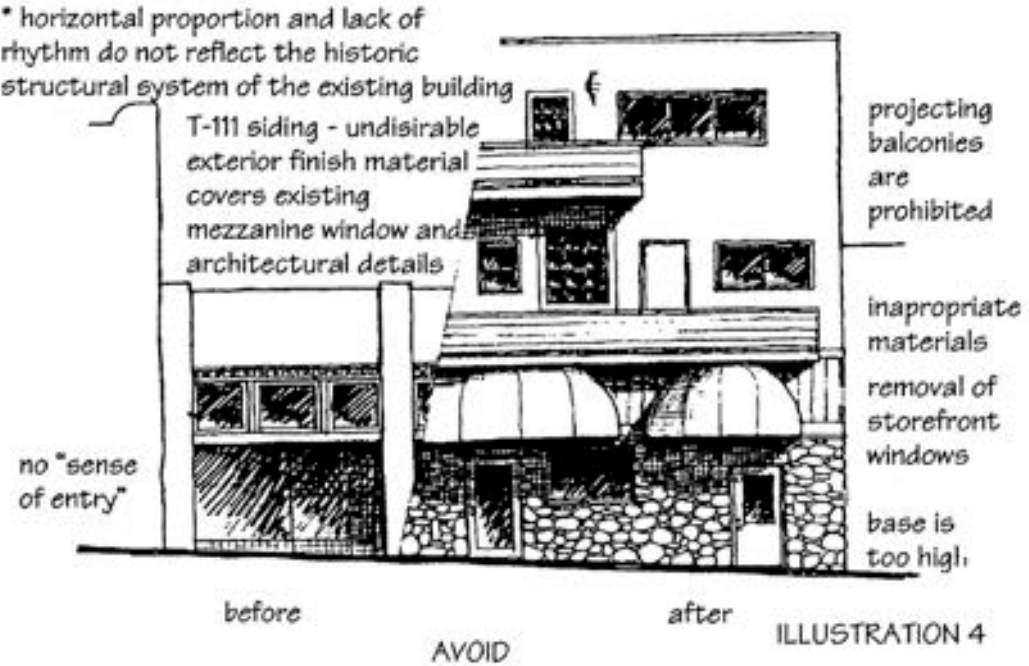 * horizontal proportion and lack of
rhythm do not reflect the historic
structural system of the existing building
T-111 siding - undisirable
exterior finish material
covers existing
mezzanine window and
architectural details
projecting
balconies
are
prohibited
inapropriate
materials
removal of
storefront
windows
no "sense
of entry"
base is
too high
before
after
AVOID
ILLUSTRATION 4